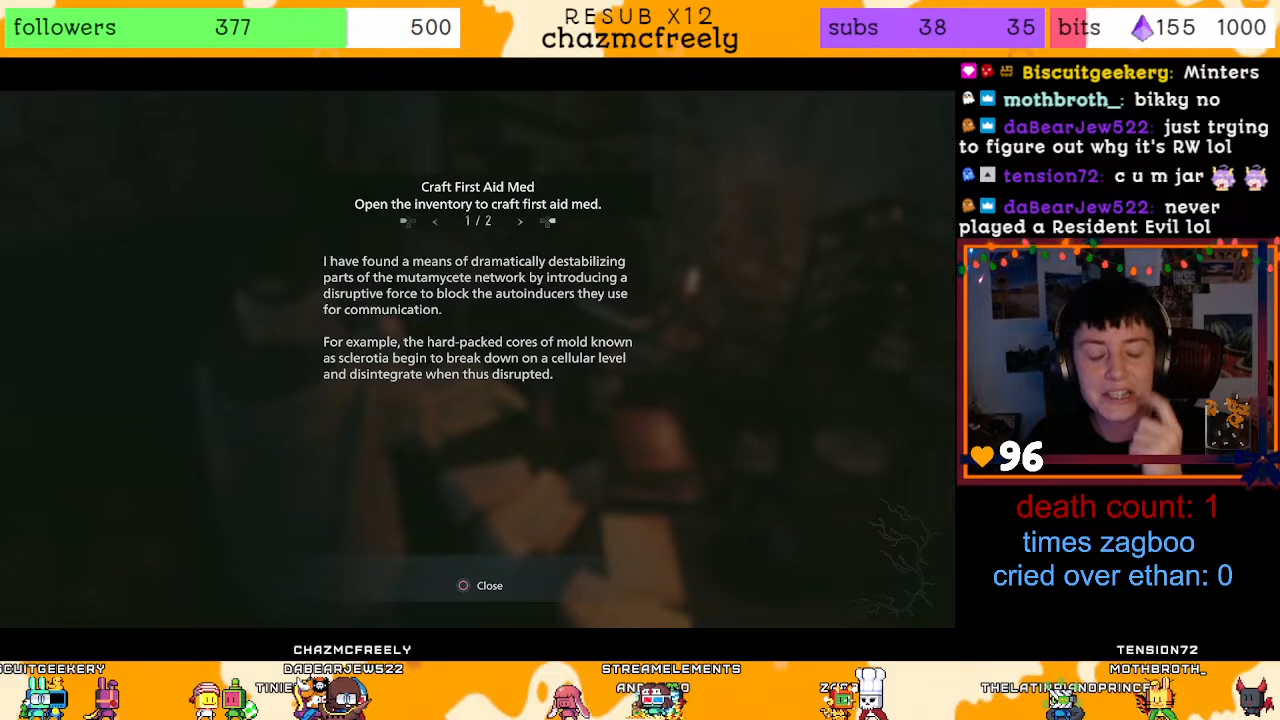 followers 377 500
RESUB X12
chazmcfreely
subs 38 35
bits 155 1000
Biscuitgeekery: Minters
mothbroth_: bikky no
daBearJew522: just trying
to figure out why it's RW lol
tension72: c u m jar
daBearJew522: never
played a Resident Evil lol
Craft First Aid Med
Open the inventory to craft first aid med.
< 1 / 2 >
I have found a means of dramatically destabilizing
parts of the mutamycete network by introducing a
disruptive force to block the autoinducers they use
for communication.
For example, the hard-packed cores of mold known
as sclerotia begin to break down on a cellular level
and disintegrate when thus disrupted.
Close
96
death count: 1
times zagboo
cried over ethan: 0
CHAZMCFREELY
TENSION72
SCUITGEEKERY
DABEARJEW522
STREAMELEMENTS
MOTHBROTH_